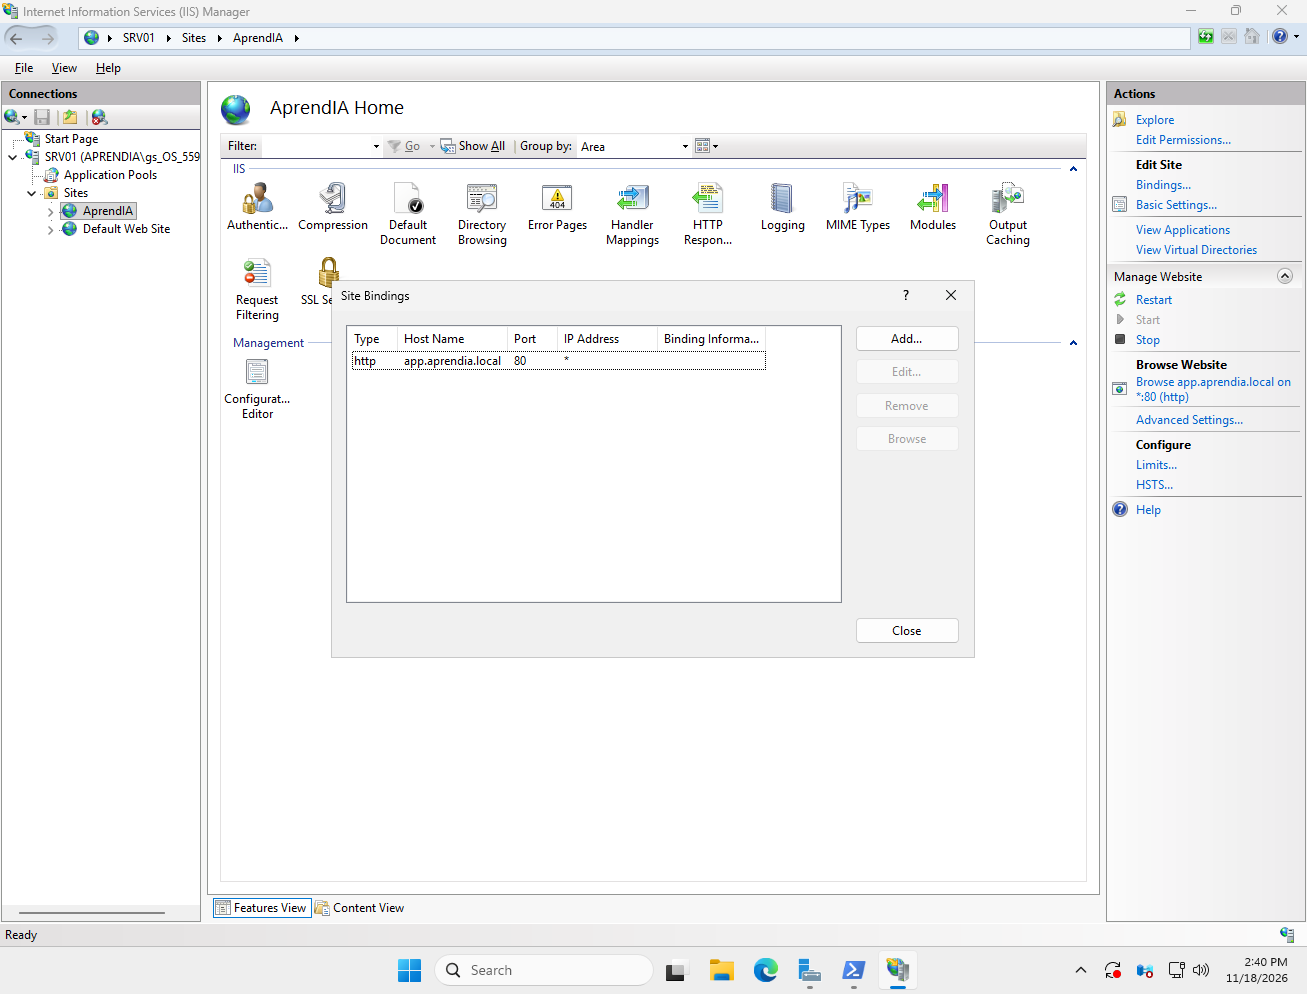 Internet Information Services (IIS) Manager
SRV01
Sites
AprendIA
File
View
Help
Connections
Start Page
SRV01 (APRENDIA\gs_OS_559
Application Pools
Sites
AprendIA
Default Web Site
AprendIA Home
Filter:
Go
Show All
Group by:
Area
IIS
Authentic...
Compression
Default
Document
Directory
Browsing
Error Pages
Handler
Mappings
HTTP
Respon...
Logging
MIME Types
Modules
Output
Caching
Request
Filtering
SSL Se
Management
Configurat...
Editor
Site Bindings
?
Type
Host Name
Port
IP Address
Binding Informa...
http
app.aprendia.local
80
*
Add...
Edit...
Remove
Browse
Close
Features View
Content View
Ready
Actions
Explore
Edit Permissions...
Edit Site
Bindings...
Basic Settings...
View Applications
View Virtual Directories
Manage Website
Restart
Start
Stop
Browse Website
Browse app.aprendia.local on
*:80 (http)
Advanced Settings...
Configure
Limits...
HSTS...
Help
Search
2:40 PM
11/18/2026